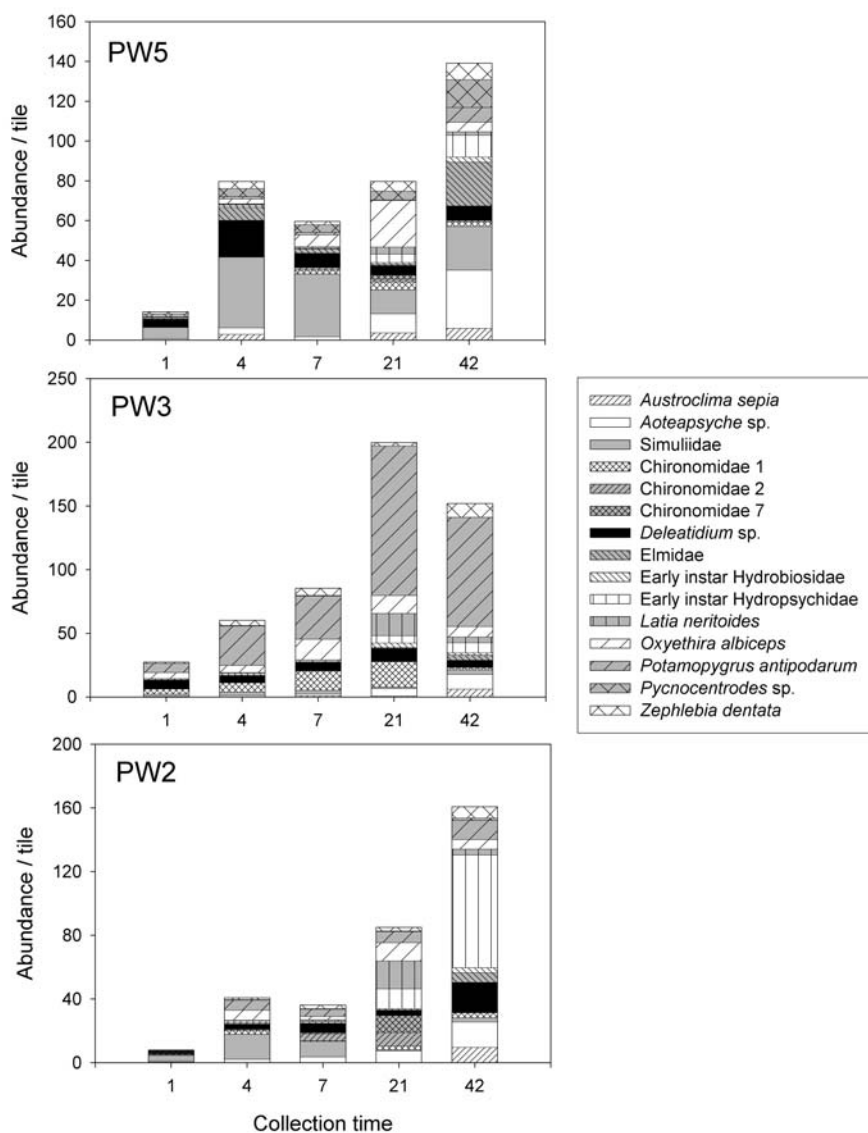 PW5
Abundance / tile
160
140
120
100
80
60
40
20
0
1 4 7 21 42
PW3
Abundance / tile
250
200
150
100
50
0
1 4 7 21 42
PW2
Abundance / tile
200
160
120
80
40
0
1 4 7 21 42
Collection time
Austroclima sepia
Aoteapsyche sp.
Simuliidae
Chironomidae 1
Chironomidae 2
Chironomidae 7
Deleatidium sp.
Elmidae
Early instar Hydrobiosidae
Early instar Hydropsychidae
Latia neritoides
Oxyethira albiceps
Potamopygrus antipodarum
Pycnocentrodes sp.
Zephlebia dentata